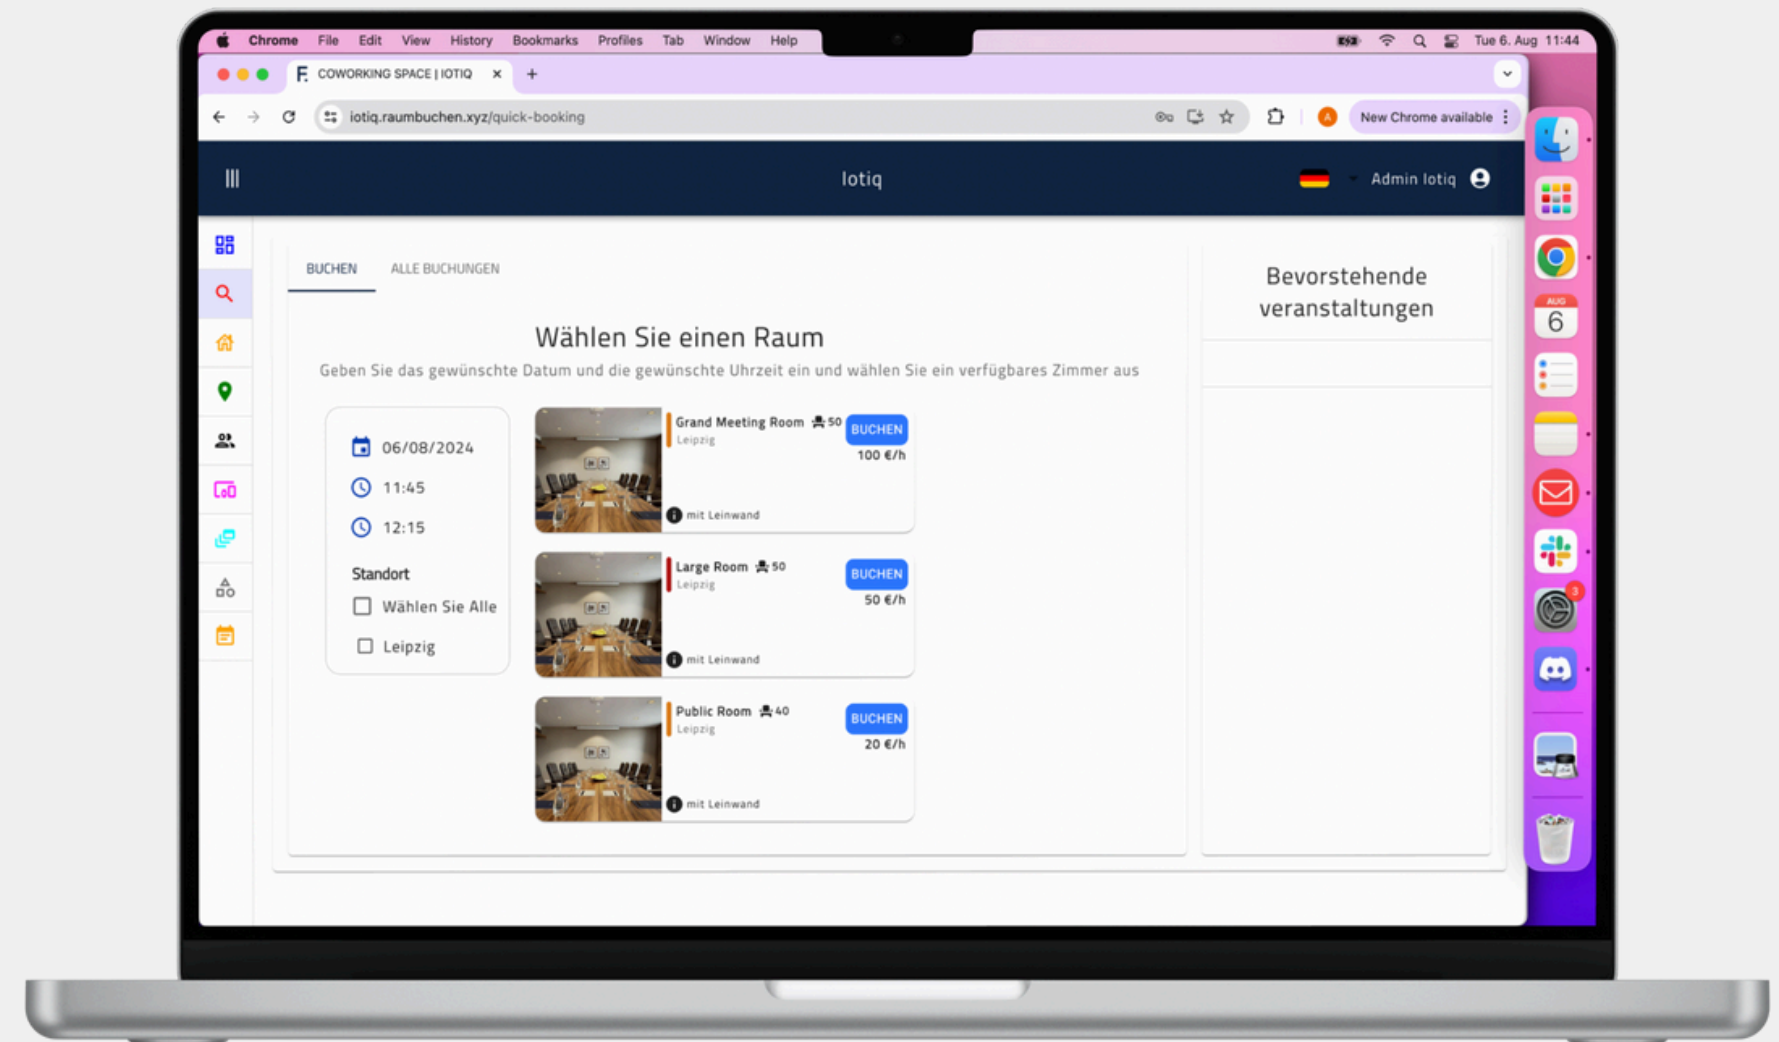 Chrome File Edit View History Bookmarks Profiles Tab Window Help Tue 6. Aug 11:44
COWORKING SPACE | IOTIQ
iotiq.raumbuchen.xyz/quick-booking
A
New Chrome available
Iotiq
Admin Iotiq
BUCHEN ALLE BUCHUNGEN
Wählen Sie einen Raum
Geben Sie das gewünschte Datum und die gewünschte Uhrzeit ein und wählen Sie ein verfügbares Zimmer aus
06/08/2024
11:45
12:15
Standort
Wählen Sie Alle
Leipzig
Grand Meeting Room 50
Leipzig
BUCHEN
100 €/h
mit Leinwand
Large Room 50
Leipzig
BUCHEN
50 €/h
mit Leinwand
Public Room 40
Leipzig
BUCHEN
20 €/h
mit Leinwand
Bevorstehende
veranstaltungen
AUG
6
3